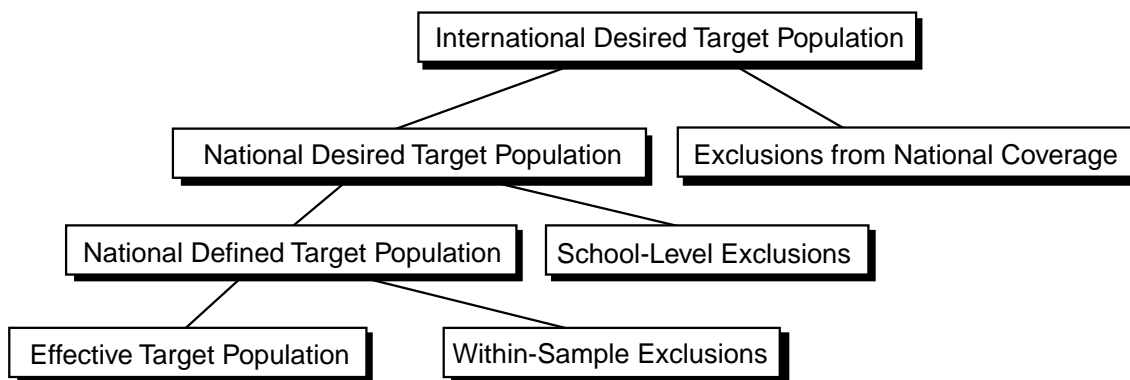 International Desired Target Population
National Desired Target Population
Exclusions from National Coverage
National Defined Target Population
School-Level Exclusions
Effective Target Population
Within-Sample Exclusions